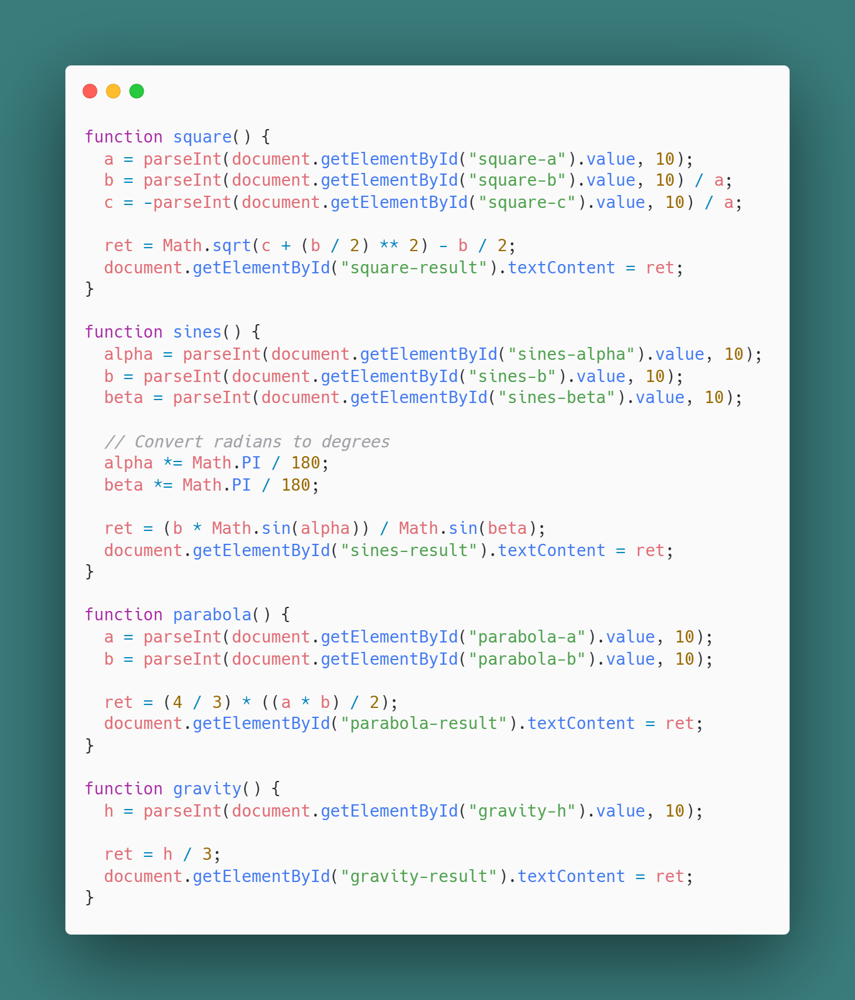 function square() {
  a = parseInt(document.getElementById("square-a").value, 10);
  b = parseInt(document.getElementById("square-b").value, 10) / a;
  c = -parseInt(document.getElementById("square-c").value, 10) / a;

  ret = Math.sqrt(c + (b / 2) ** 2) - b / 2;
  document.getElementById("square-result").textContent = ret;
}

function sines() {
  alpha = parseInt(document.getElementById("sines-alpha").value, 10);
  b = parseInt(document.getElementById("sines-b").value, 10);
  beta = parseInt(document.getElementById("sines-beta").value, 10);

  // Convert radians to degrees
  alpha *= Math.PI / 180;
  beta *= Math.PI / 180;

  ret = (b * Math.sin(alpha)) / Math.sin(beta);
  document.getElementById("sines-result").textContent = ret;
}

function parabola() {
  a = parseInt(document.getElementById("parabola-a").value, 10);
  b = parseInt(document.getElementById("parabola-b").value, 10);

  ret = (4 / 3) * ((a * b) / 2);
  document.getElementById("parabola-result").textContent = ret;
}

function gravity() {
  h = parseInt(document.getElementById("gravity-h").value, 10);

  ret = h / 3;
  document.getElementById("gravity-result").textContent = ret;
}